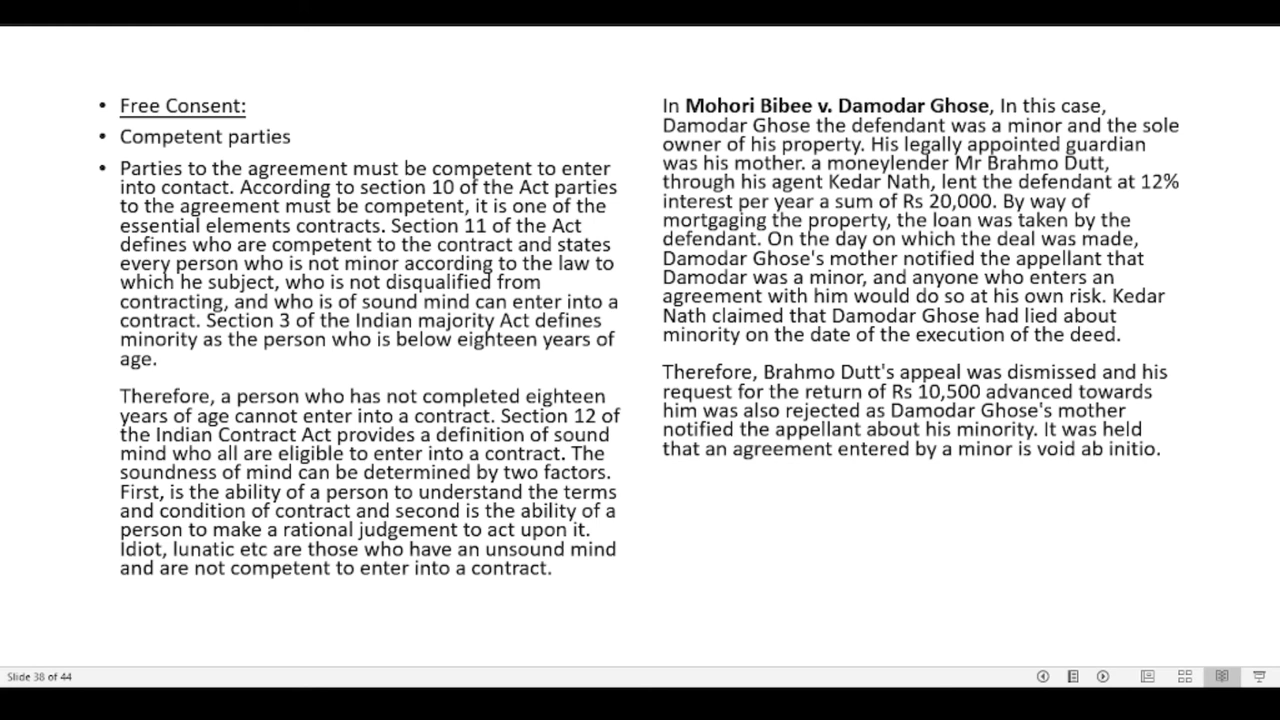 • Free Consent:
• Competent parties
• Parties to the agreement must be competent to enter
into contact. According to section 10 of the Act parties
to the agreement must be competent, it is one of the
essential elements contracts. Section 11 of the Act
defines who are competent to the contract and states
every person who is not minor according to the law to
which he subject, who is not disqualified from
contracting, and who is of sound mind can enter into a
contract. Section 3 of the Indian majority Act defines
minority as the person who is below eighteen years of
age.
Therefore, a person who has not completed eighteen
years of age cannot enter into a contract. Section 12 of
the Indian Contract Act provides a definition of sound
mind who all are eligible to enter into a contract. The
soundness of mind can be determined by two factors.
First, is the ability of a person to understand the terms
and condition of contract and second is the ability of a
person to make a rational judgement to act upon it.
Idiot, lunatic etc are those who have an unsound mind
and are not competent to enter into a contract.
In Mohori Bibee v. Damodar Ghose, In this case,
Damodar Ghose the defendant was a minor and the sole
owner of his property. His legally appointed guardian
was his mother. a moneylender Mr Brahmo Dutt,
through his agent Kedar Nath, lent the defendant at 12%
interest per year a sum of Rs 20,000. By way of
mortgaging the property, the loan was taken by the
defendant. On the day on which the deal was made,
Damodar Ghose's mother notified the appellant that
Damodar was a minor, and anyone who enters an
agreement with him would do so at his own risk. Kedar
Nath claimed that Damodar Ghose had lied about
minority on the date of the execution of the deed.
Therefore, Brahmo Dutt's appeal was dismissed and his
request for the return of Rs 10,500 advanced towards
him was also rejected as Damodar Ghose's mother
notified the appellant about his minority. It was held
that an agreement entered by a minor is void ab initio.
Slide 38 of 44